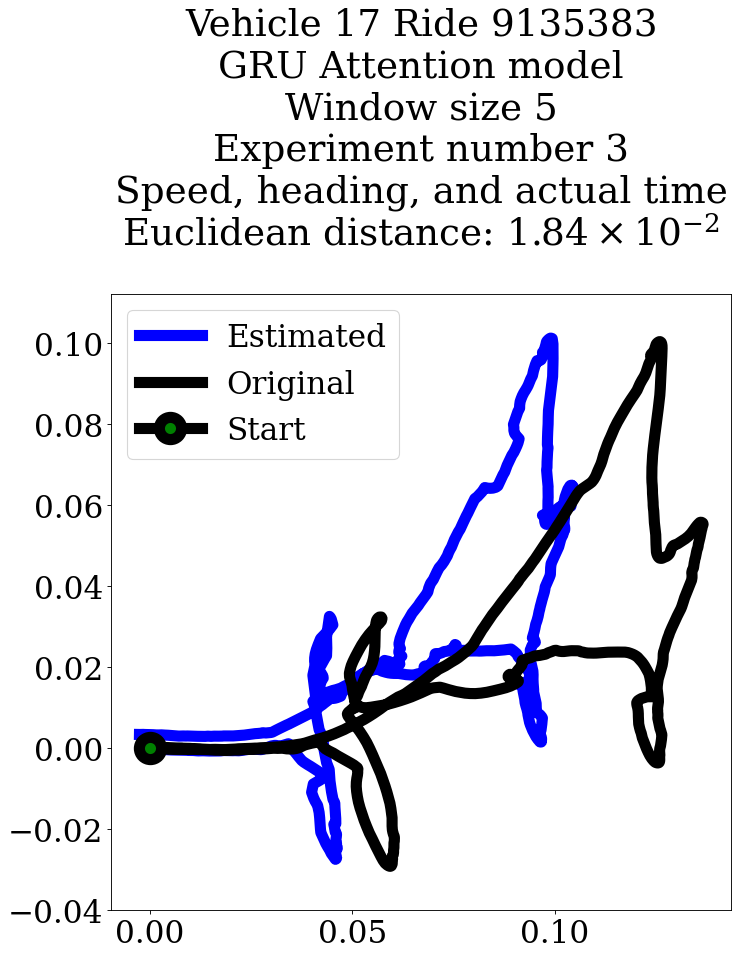 Vehicle 17 Ride 9135383
GRU Attention model
Window size 5
Experiment number 3
Speed, heading, and actual time
Euclidean distance: 1.84 × 10⁻²
Estimated
Original
Start
0.10
0.08
0.06
0.04
0.02
0.00
−0.02
−0.04
0.00 0.05 0.10